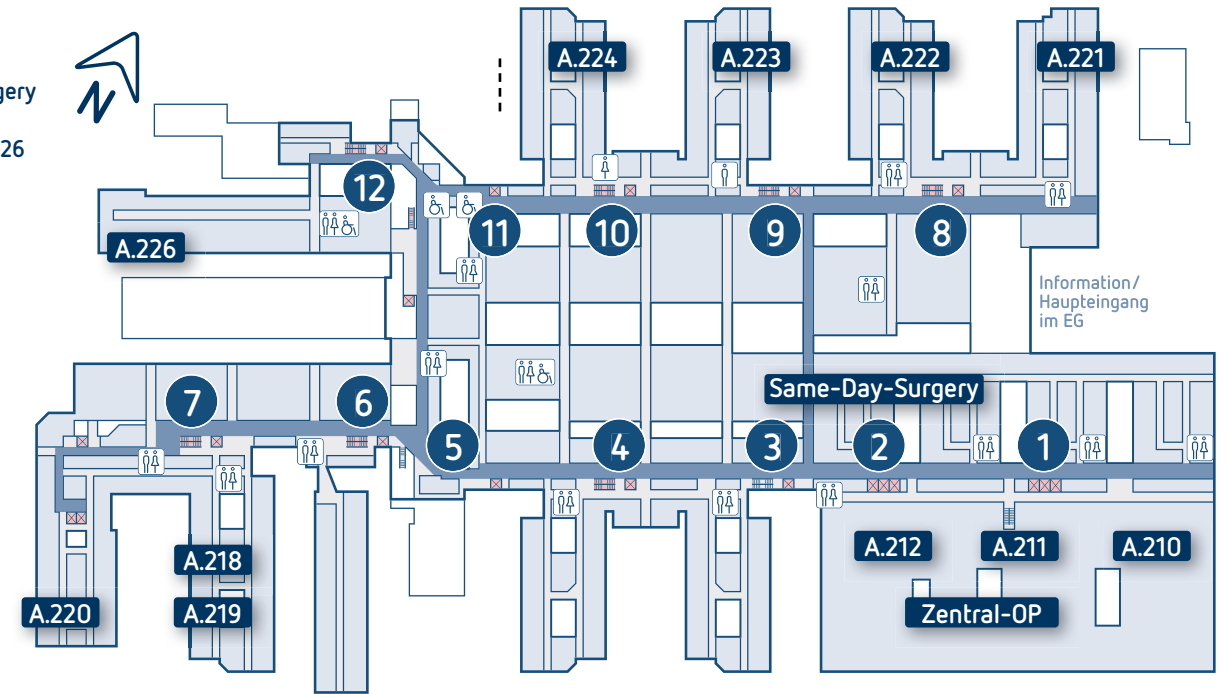 A.224
A.223
A.222
A.221
gery
26
N
12
11
10
9
8
A.226
Information/
Haupteingang
im EG
Same-Day-Surgery
7
6
5
4
3
2
1
A.212
A.211
A.210
A.218
A.220
A.219
Zentral-OP